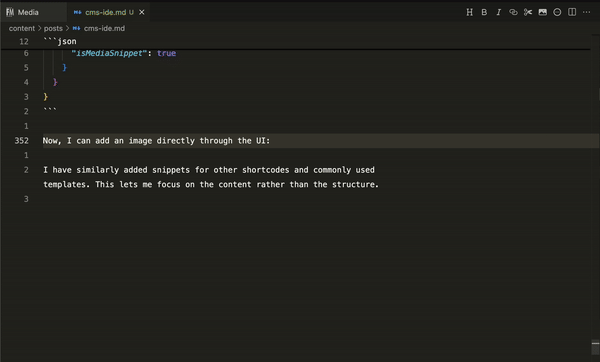 Media
cms-ide.md U
content > posts > cms-ide.md
12 ```json
6 "isMediaSnippet": true
5 }
4 }
3 }
2 ```
1
352 Now, I can add an image directly through the UI:
1
2 I have similarly added snippets for other shortcodes and commonly used
templates. This lets me focus on the content rather than the structure.
3